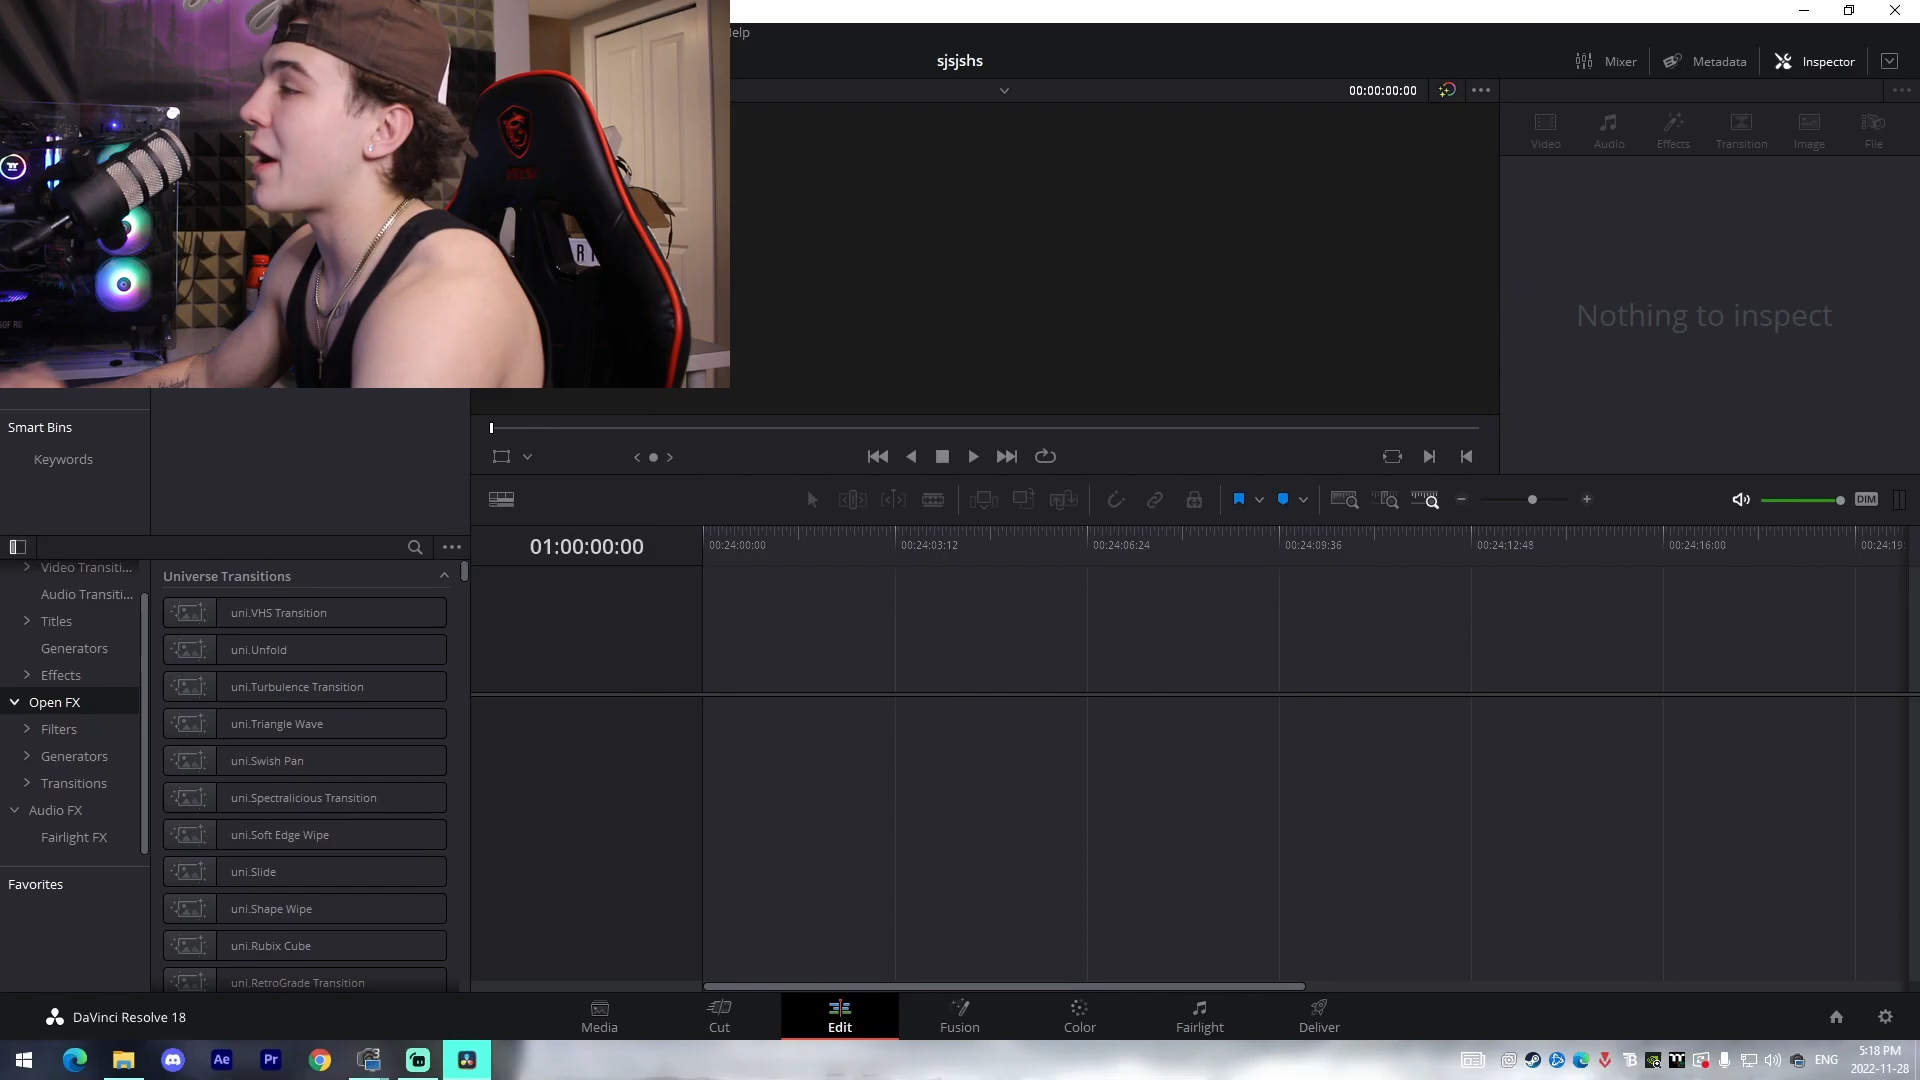 elp
sjsjshs
Mixer
Metadata
Inspector
00:00:00:00
Video
Audio
Effects
Transition
Image
File
Nothing to inspect
Smart Bins
Keywords
DIM
01:00:00:00
00:24:00:00
00:24:03:12
00:24:06:24
00:24:09:36
00:24:12:48
00:24:16:00
00:24:19:
Video Transiti...
Audio Transiti...
Titles
Generators
Effects
Open FX
Filters
Generators
Transitions
Audio FX
Fairlight FX
Favorites
Universe Transitions
uni.VHS Transition
uni.Unfold
uni.Turbulence Transition
uni.Triangle Wave
uni.Swish Pan
uni.Spectralicious Transition
uni.Soft Edge Wipe
uni.Slide
uni.Shape Wipe
uni.Rubix Cube
uni.RetroGrade Transition
DaVinci Resolve 18
Media
Cut
Edit
Fusion
Color
Fairlight
Deliver
Ae
Pr
ENG
5:18 PM
2022-11-28